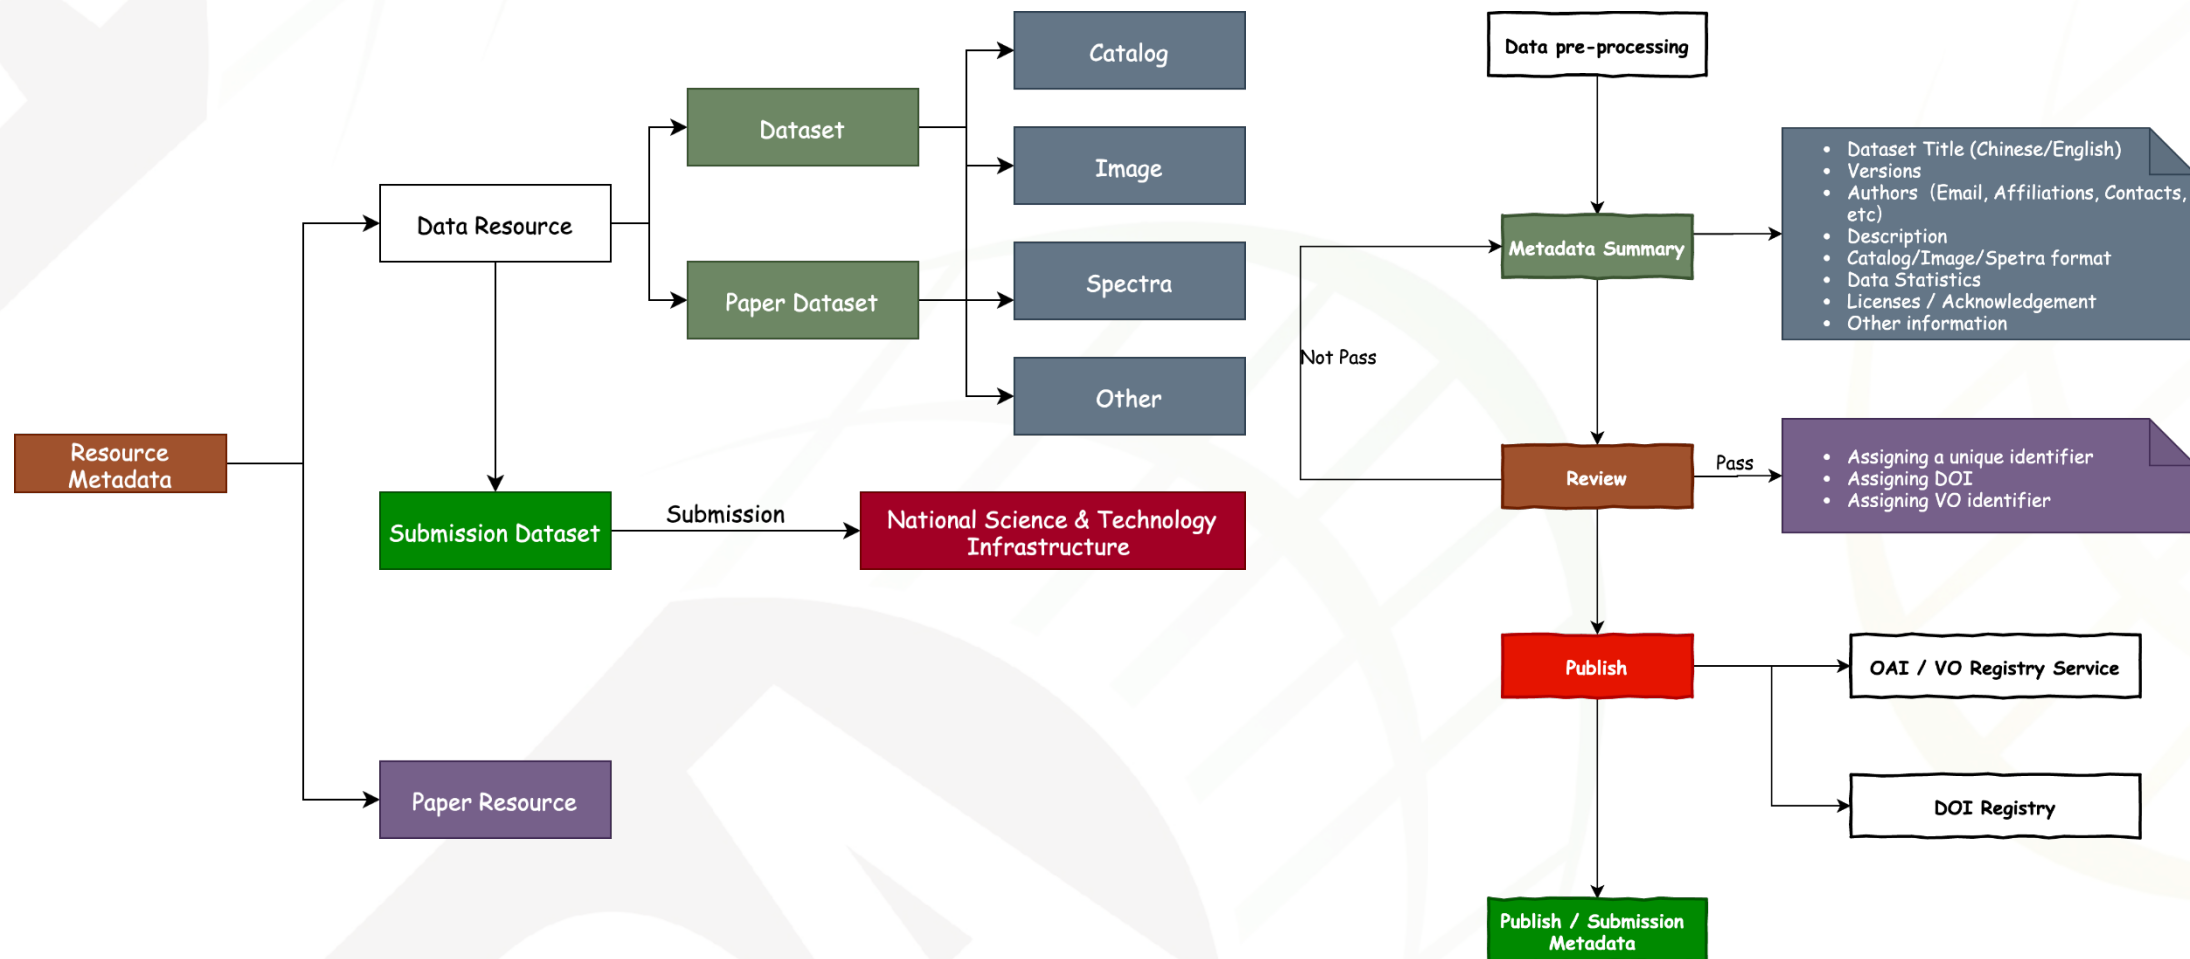 Catalog
Dataset
Image
Data Resource
Spectra
Paper Dataset
Other
Resource
Metadata
Submission Dataset
Submission
National Science & Technology
Infrastructure
Paper Resource
Data pre-processing
Metadata Summary
• Dataset Title (Chinese/English)
• Versions
• Authors (Email, Affiliations, Contacts,
etc)
• Description
• Catalog/Image/Spetra format
• Data Statistics
• Licenses / Acknowledgement
• Other information
Not Pass
Review
Pass
• Assigning a unique identifier
• Assigning DOI
• Assigning VO identifier
Publish
OAI / VO Registry Service
DOI Registry
Publish / Submission
Metadata